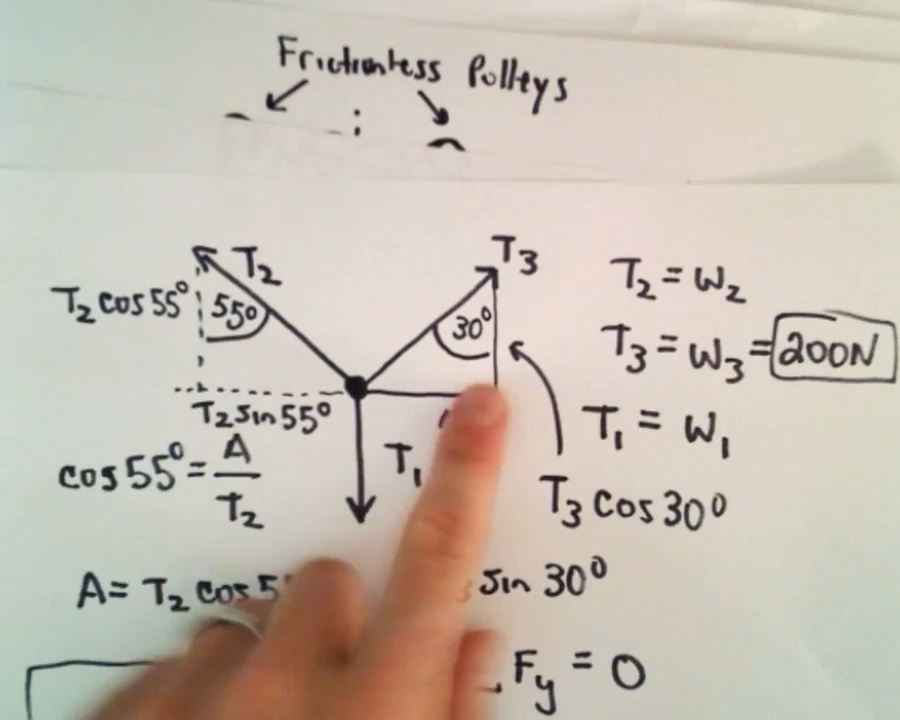 Frictionless Pulleys
T₂
T₃
T₂ cos 55°
55°
30°
T₂ = W₂
T₃ = W₃ = 200N
T₂ sin 55°
T₁
T₁ = W₁
cos 55° = A / T₂
T₃ cos 30°
A = T₂ cos 5
sin 30°
Fy = 0